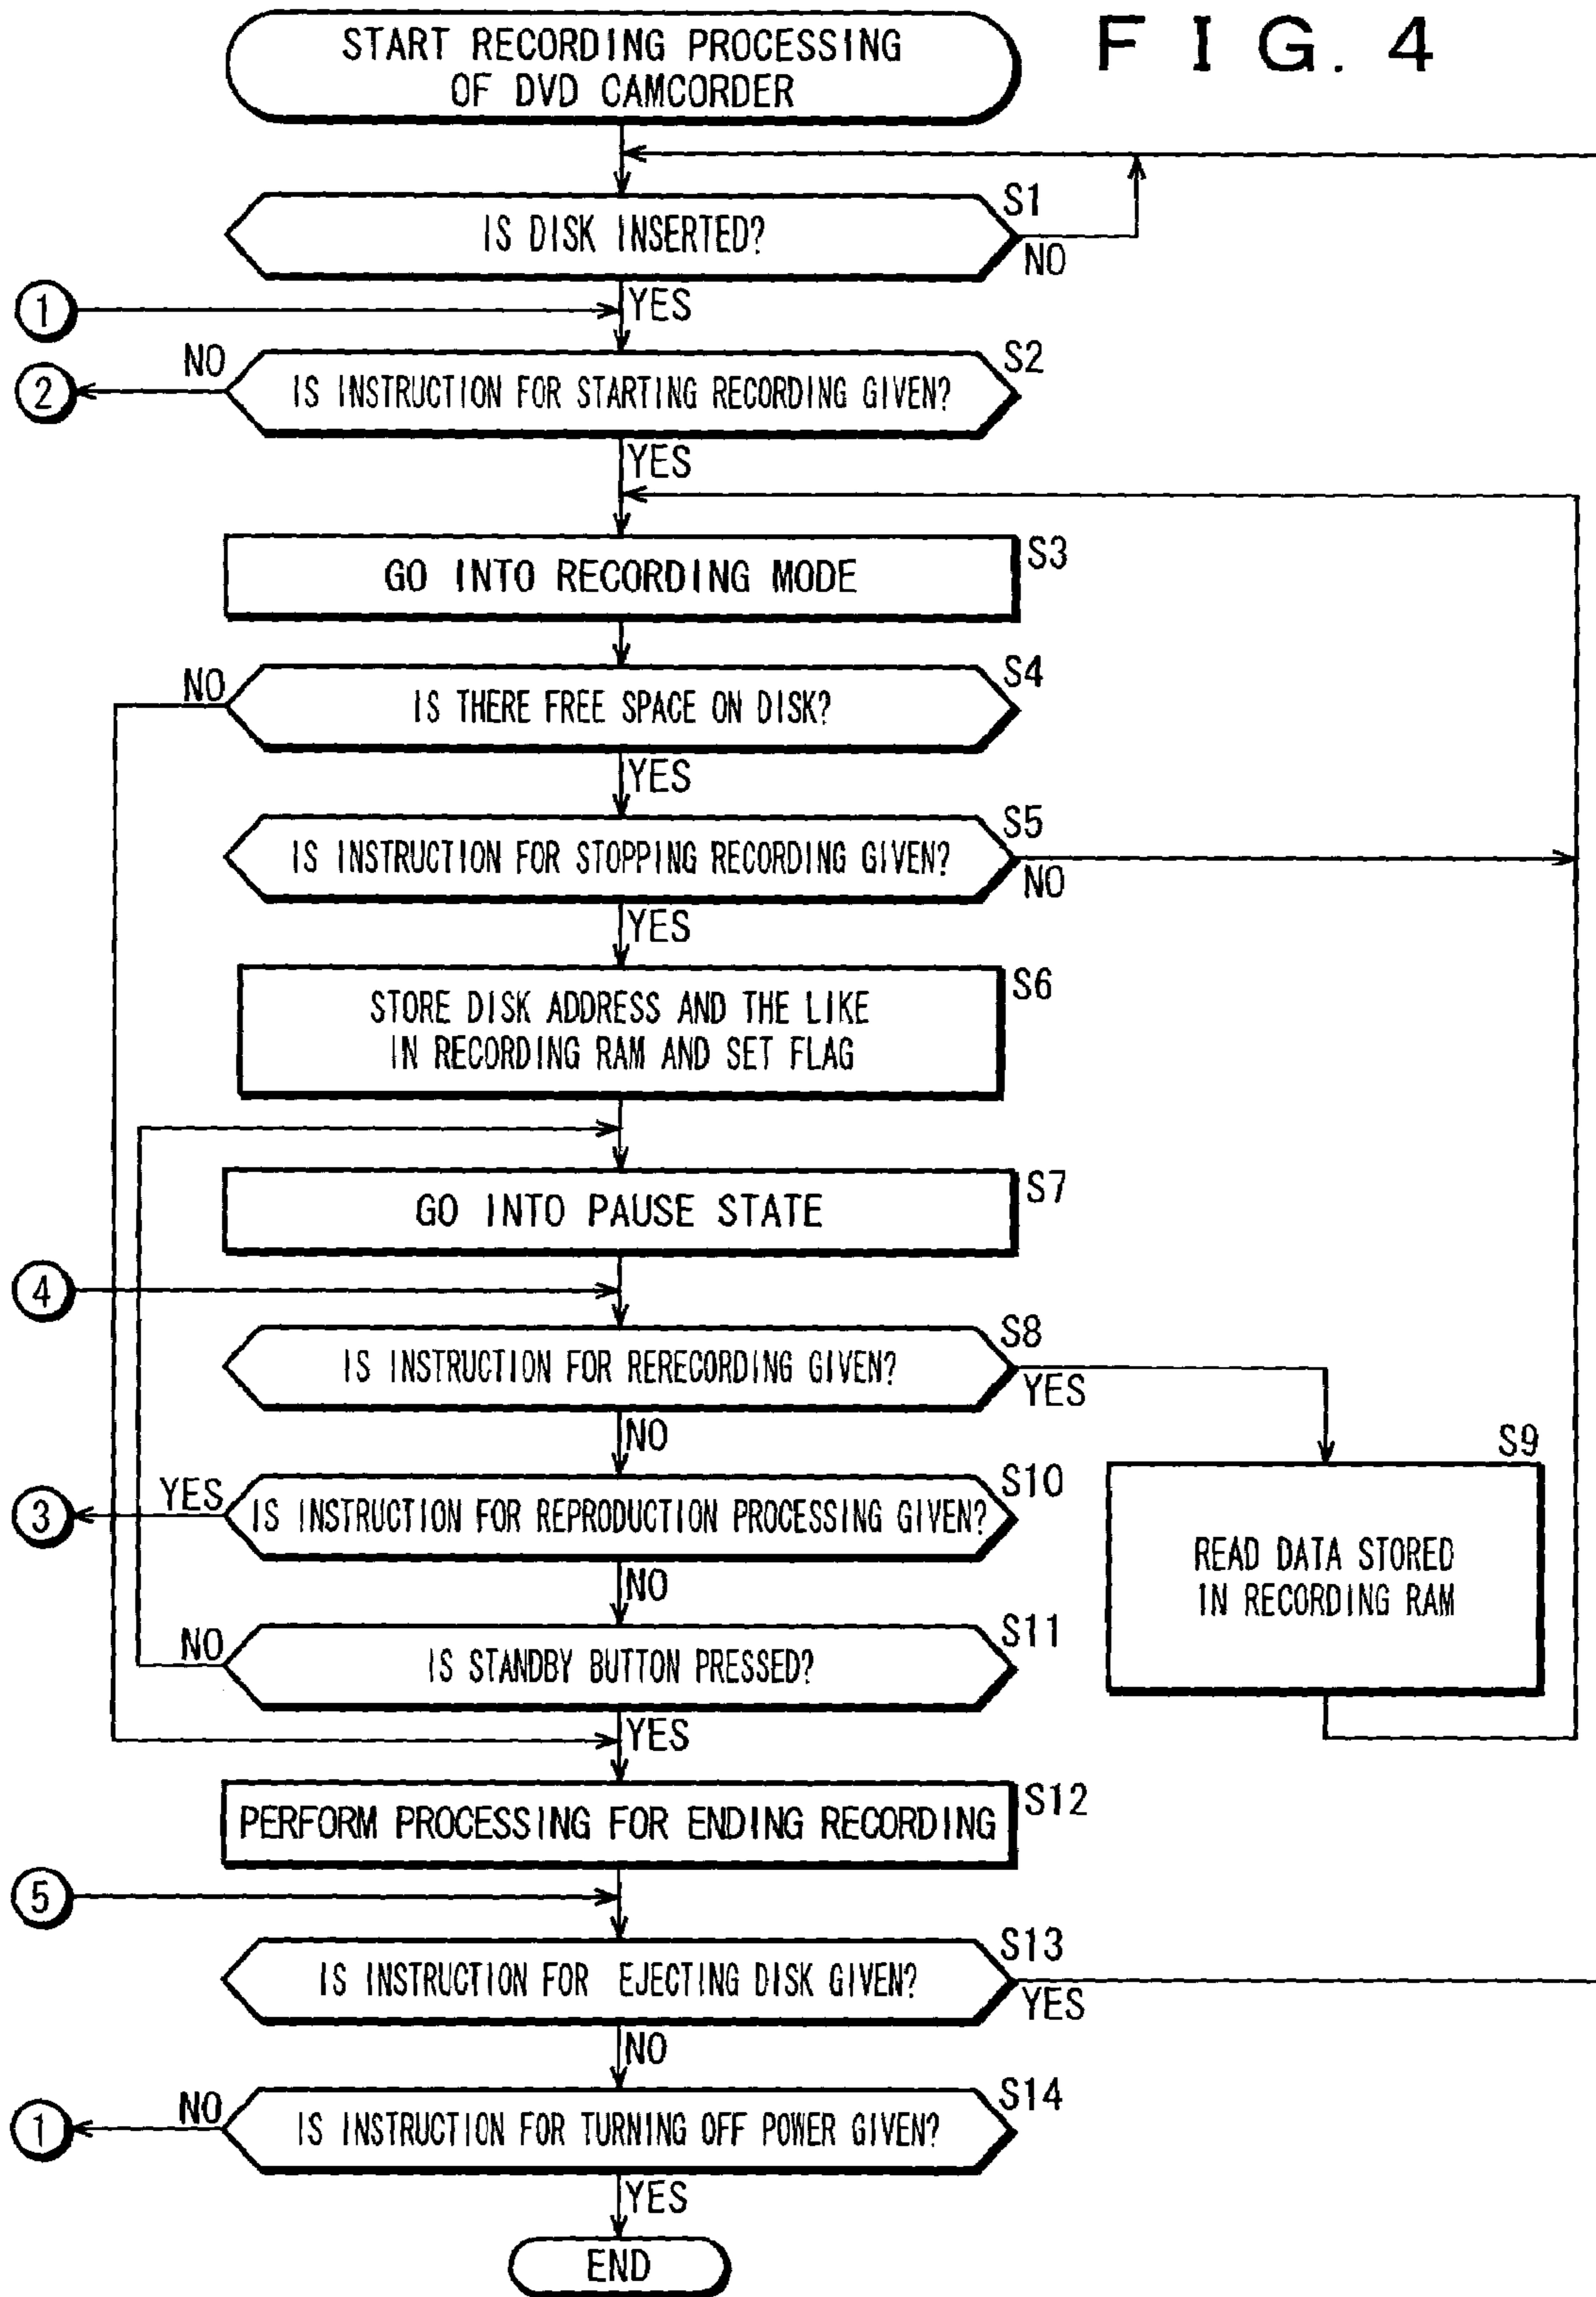 F I G. 4
START RECORDING PROCESSING
OF DVD CAMCORDER
S1
IS DISK INSERTED?
NO
1
YES
NO
S2
2
IS INSTRUCTION FOR STARTING RECORDING GIVEN?
YES
S3
GO INTO RECORDING MODE
NO
S4
IS THERE FREE SPACE ON DISK?
YES
S5
IS INSTRUCTION FOR STOPPING RECORDING GIVEN?
NO
YES
S6
STORE DISK ADDRESS AND THE LIKE
IN RECORDING RAM AND SET FLAG
S7
GO INTO PAUSE STATE
4
S8
IS INSTRUCTION FOR RERECORDING GIVEN?
YES
NO
S9
READ DATA STORED
IN RECORDING RAM
S10
YES
3
IS INSTRUCTION FOR REPRODUCTION PROCESSING GIVEN?
NO
NO
S11
IS STANDBY BUTTON PRESSED?
YES
S12
PERFORM PROCESSING FOR ENDING RECORDING
5
S13
IS INSTRUCTION FOR EJECTING DISK GIVEN?
YES
NO
S14
NO
1
IS INSTRUCTION FOR TURNING OFF POWER GIVEN?
YES
END